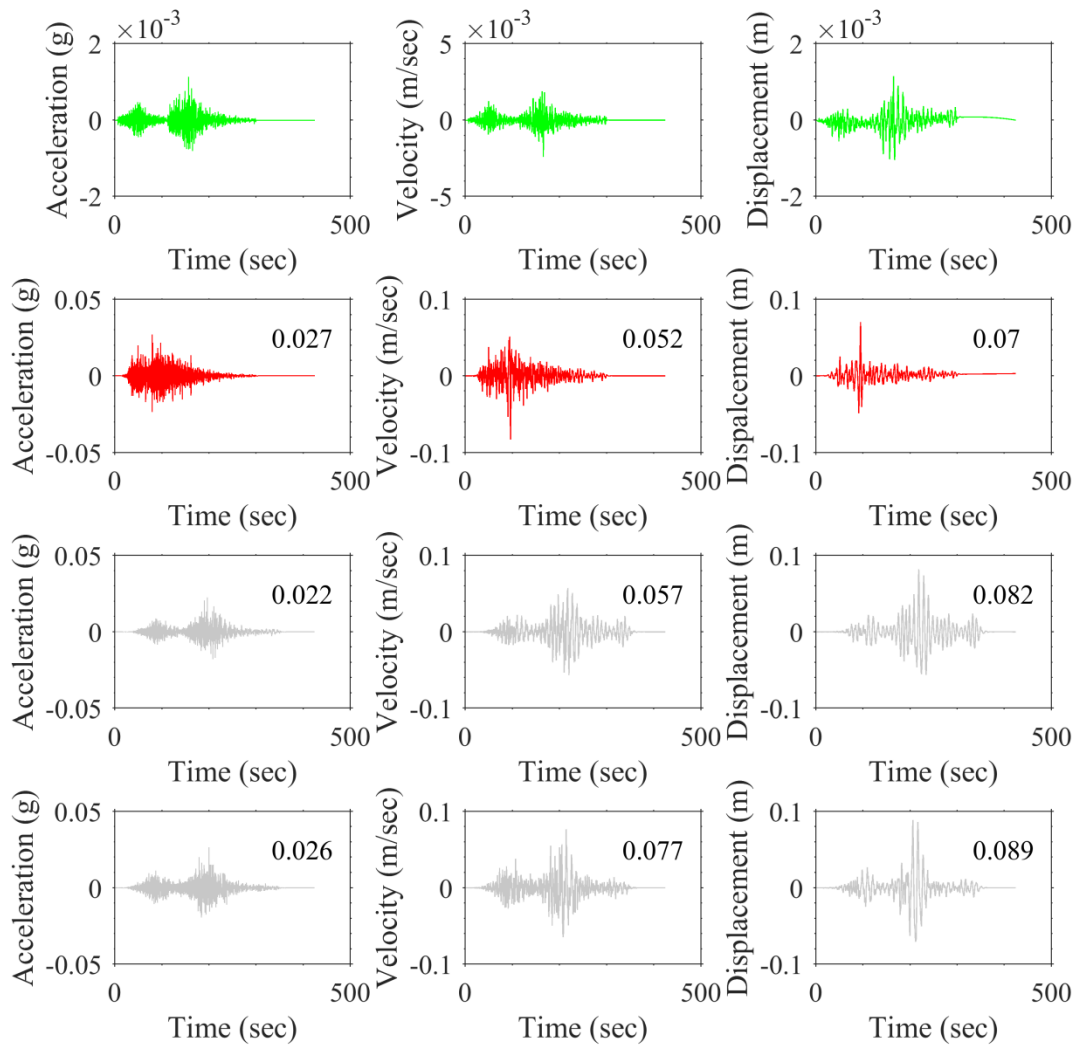 ×10⁻³ ×10⁻³ ×10⁻³
Acceleration (g) 2 0 -2 0 500 Time (sec)
Velocity (m/sec) 5 0 -5 0 500 Time (sec)
Displacement (m) 2 0 -2 0 500 Time (sec)
Acceleration (g) 0.05 0 -0.05 0.027 0 500 Time (sec)
Velocity (m/sec) 0.1 0 -0.1 0.052 0 500 Time (sec)
Dispalcement (m) 0.1 0 -0.1 0.07 0 500 Time (sec)
Acceleration (g) 0.05 0 -0.05 0.022 0 500 Time (sec)
Velocity (m/sec) 0.1 0 -0.1 0.057 0 500 Time (sec)
Displacement (m) 0.1 0 -0.1 0.082 0 500 Time (sec)
Acceleration (g) 0.05 0 -0.05 0.026 0 500 Time (sec)
Velocity (m/sec) 0.1 0 -0.1 0.077 0 500 Time (sec)
Displacement (m) 0.1 0 -0.1 0.089 0 500 Time (sec)